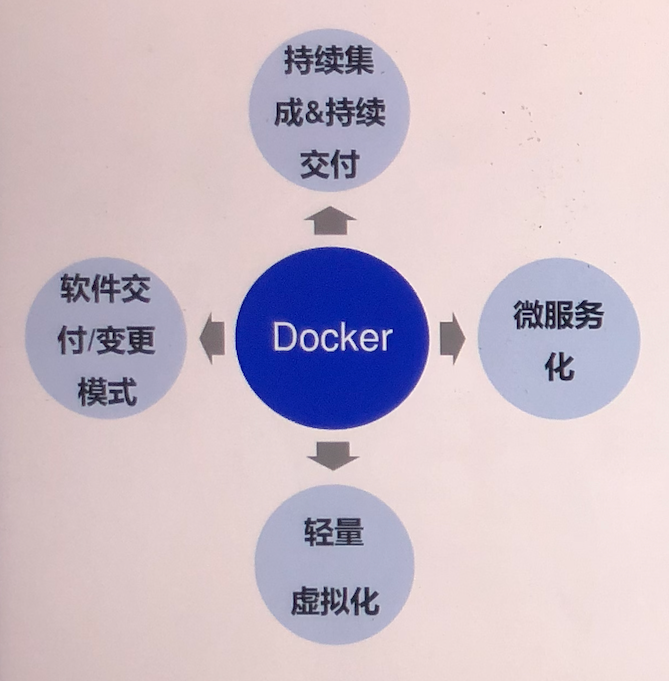 持续集
成&持续
交付
软件交
付/变更
模式
Docker
微服务
化
轻量
虚拟化